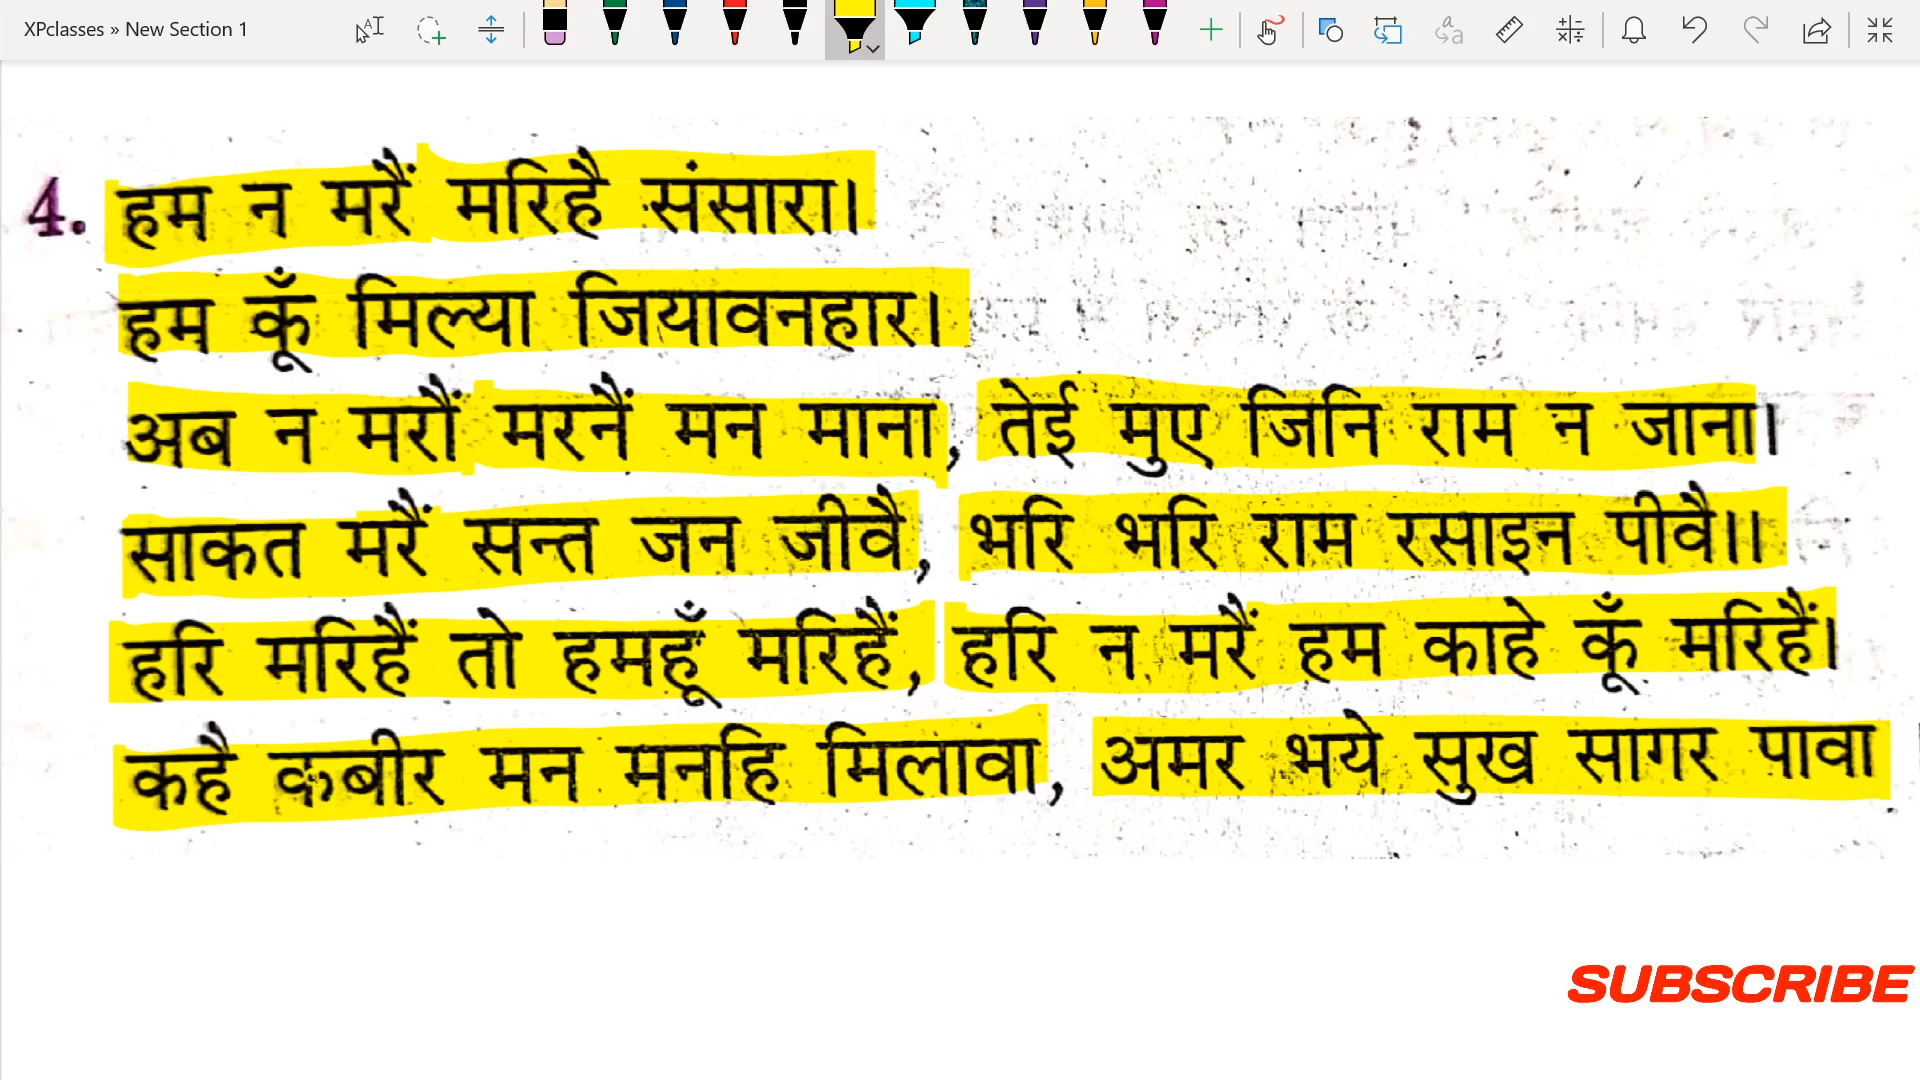 XPclasses » New Section 1
4. हम न मरैं मरिहै संसारा।
हम कूँ मिल्या जियावनहार।
अब न मरौं मरनैं मन माना, तेई मुए जिनि राम न जाना।
साकत मरैं सन्त जन जीवै, भरि भरि राम रसाइन पीवै।।
हरि मरिहैं तो हमहूँ मरिहैं, हरि न मरैं हम काहे कूँ मरिहैं।
कहै कबीर मन मनहि मिलावा, अमर भये सुख सागर पावा
SUBSCRIBE